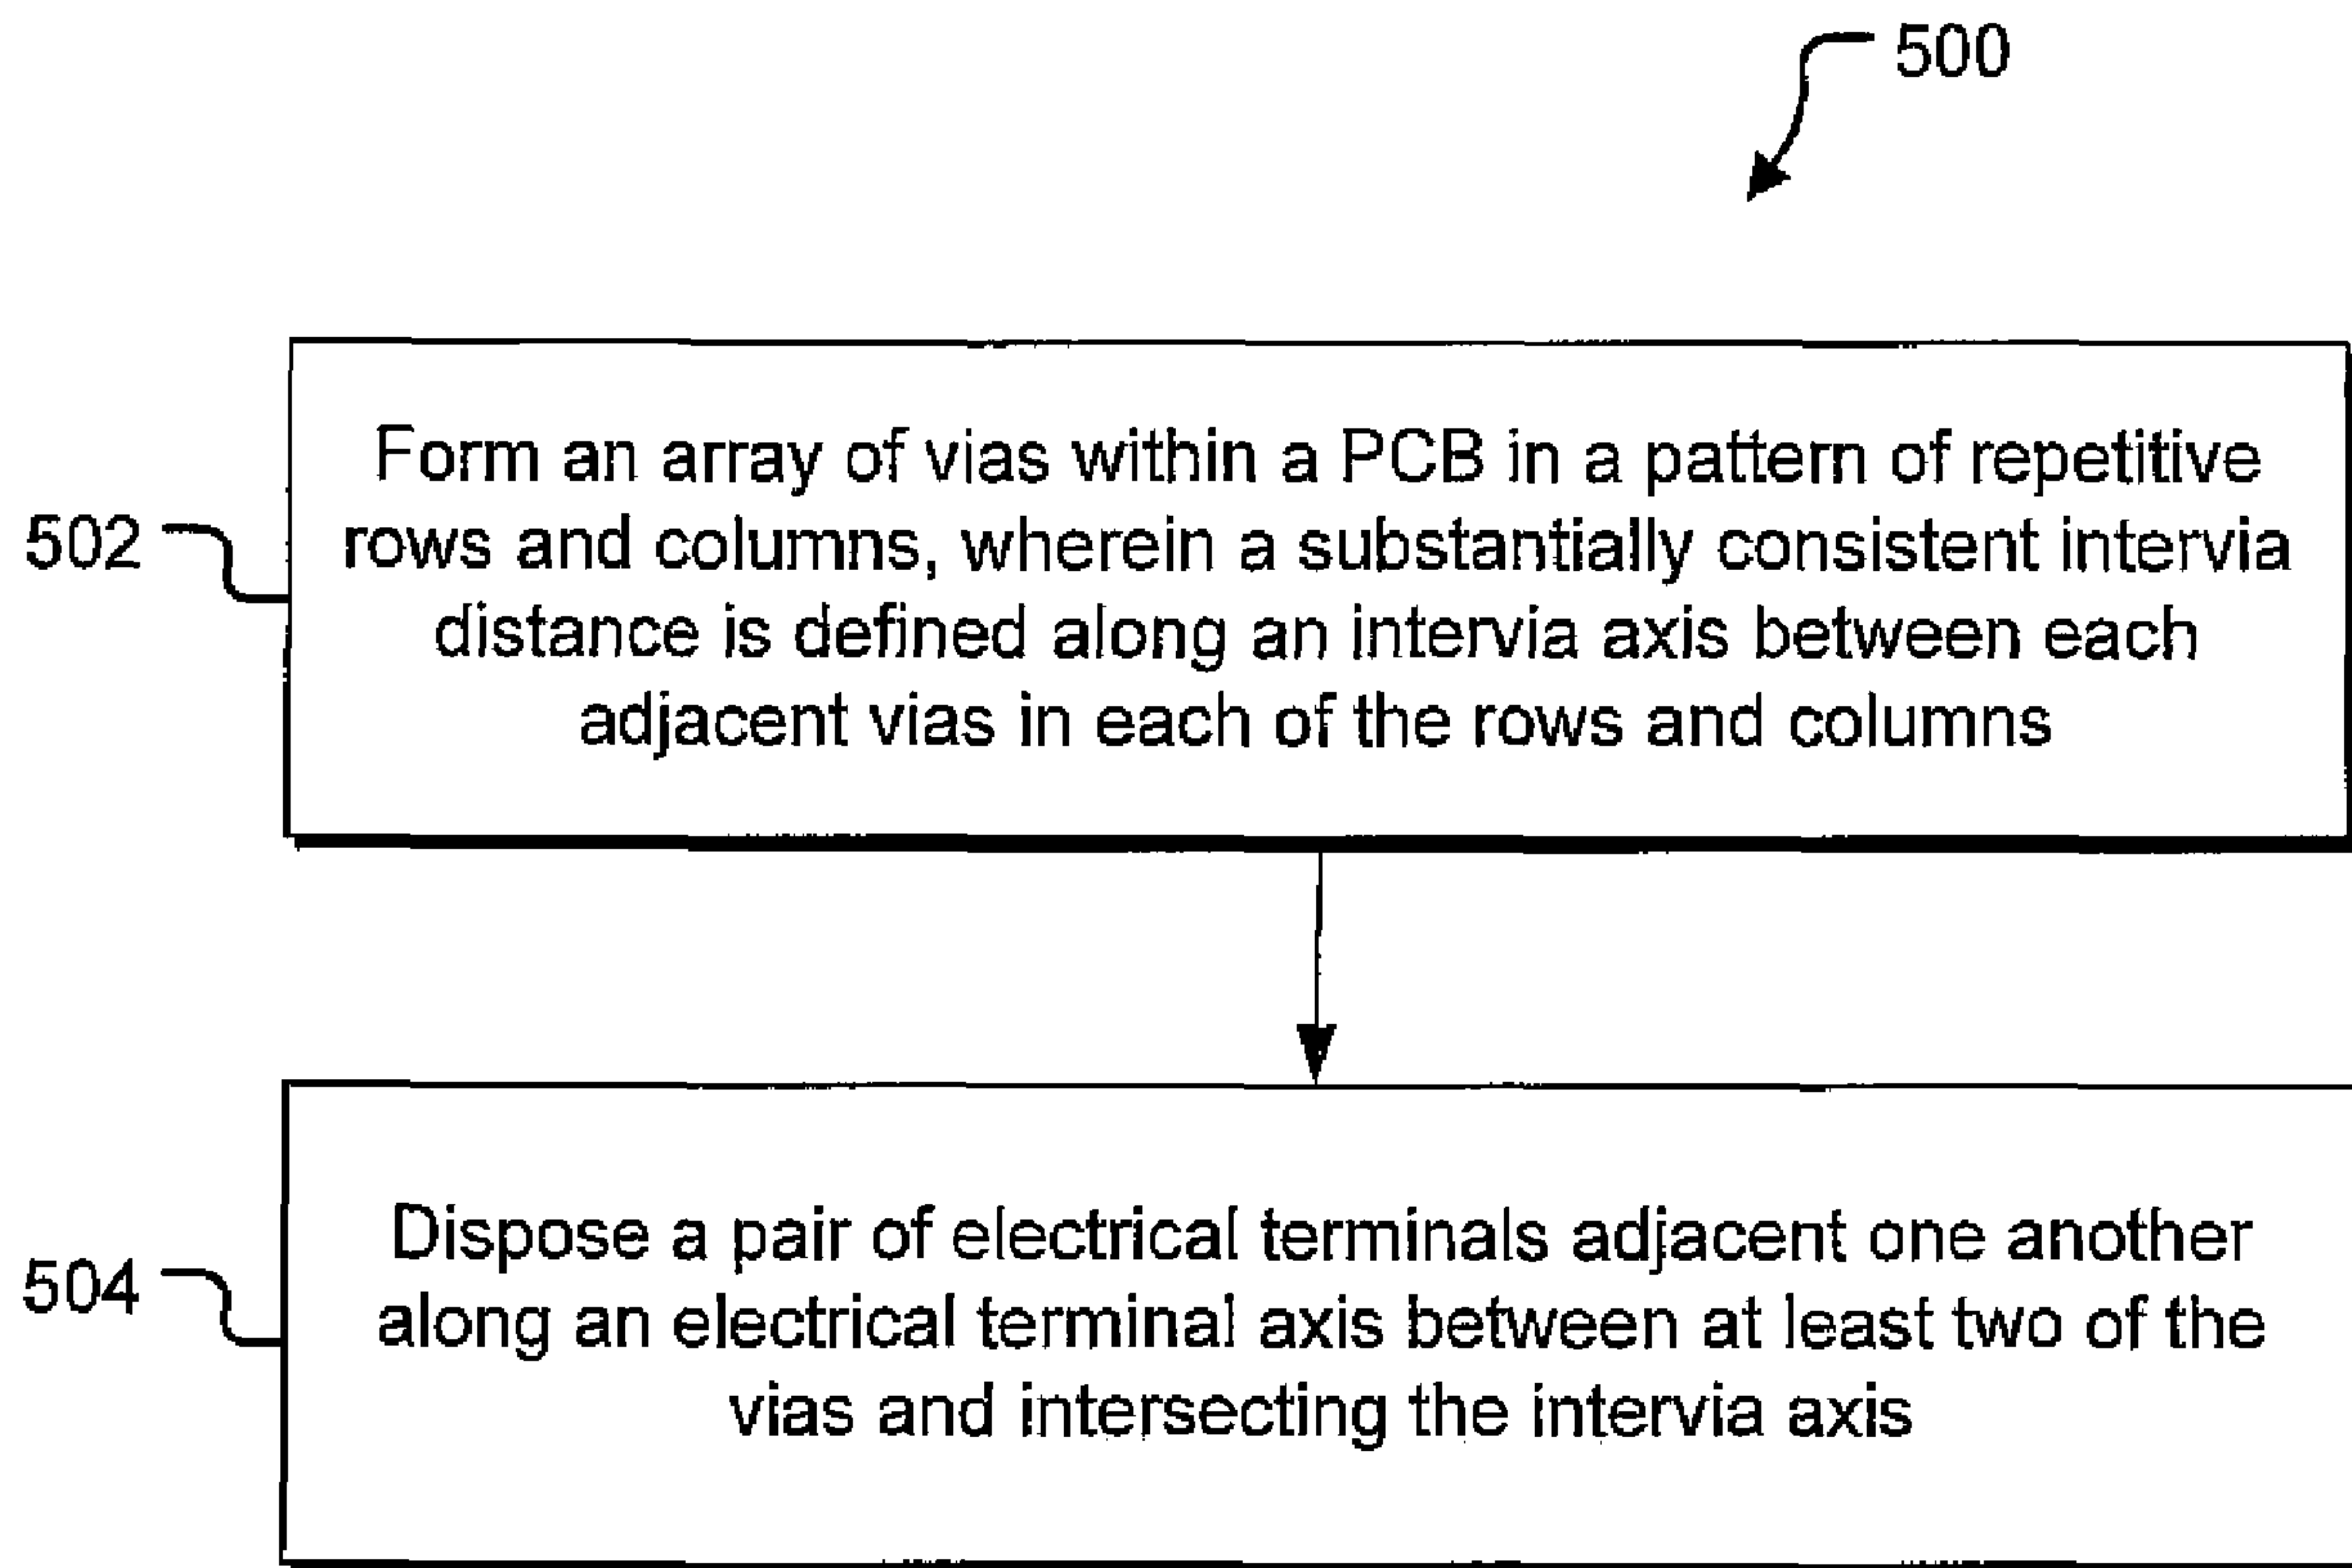 500
Form an array of vias within a PCB in a pattern of repetitive
rows and columns, wherein a substantially consistent intervia
distance is defined along an intervia axis between each
adjacent vias in each of the rows and columns
502
Dispose a pair of electrical terminals adjacent one another
along an electrical terminal axis between at least two of the
vias and intersecting the intervia axis
504